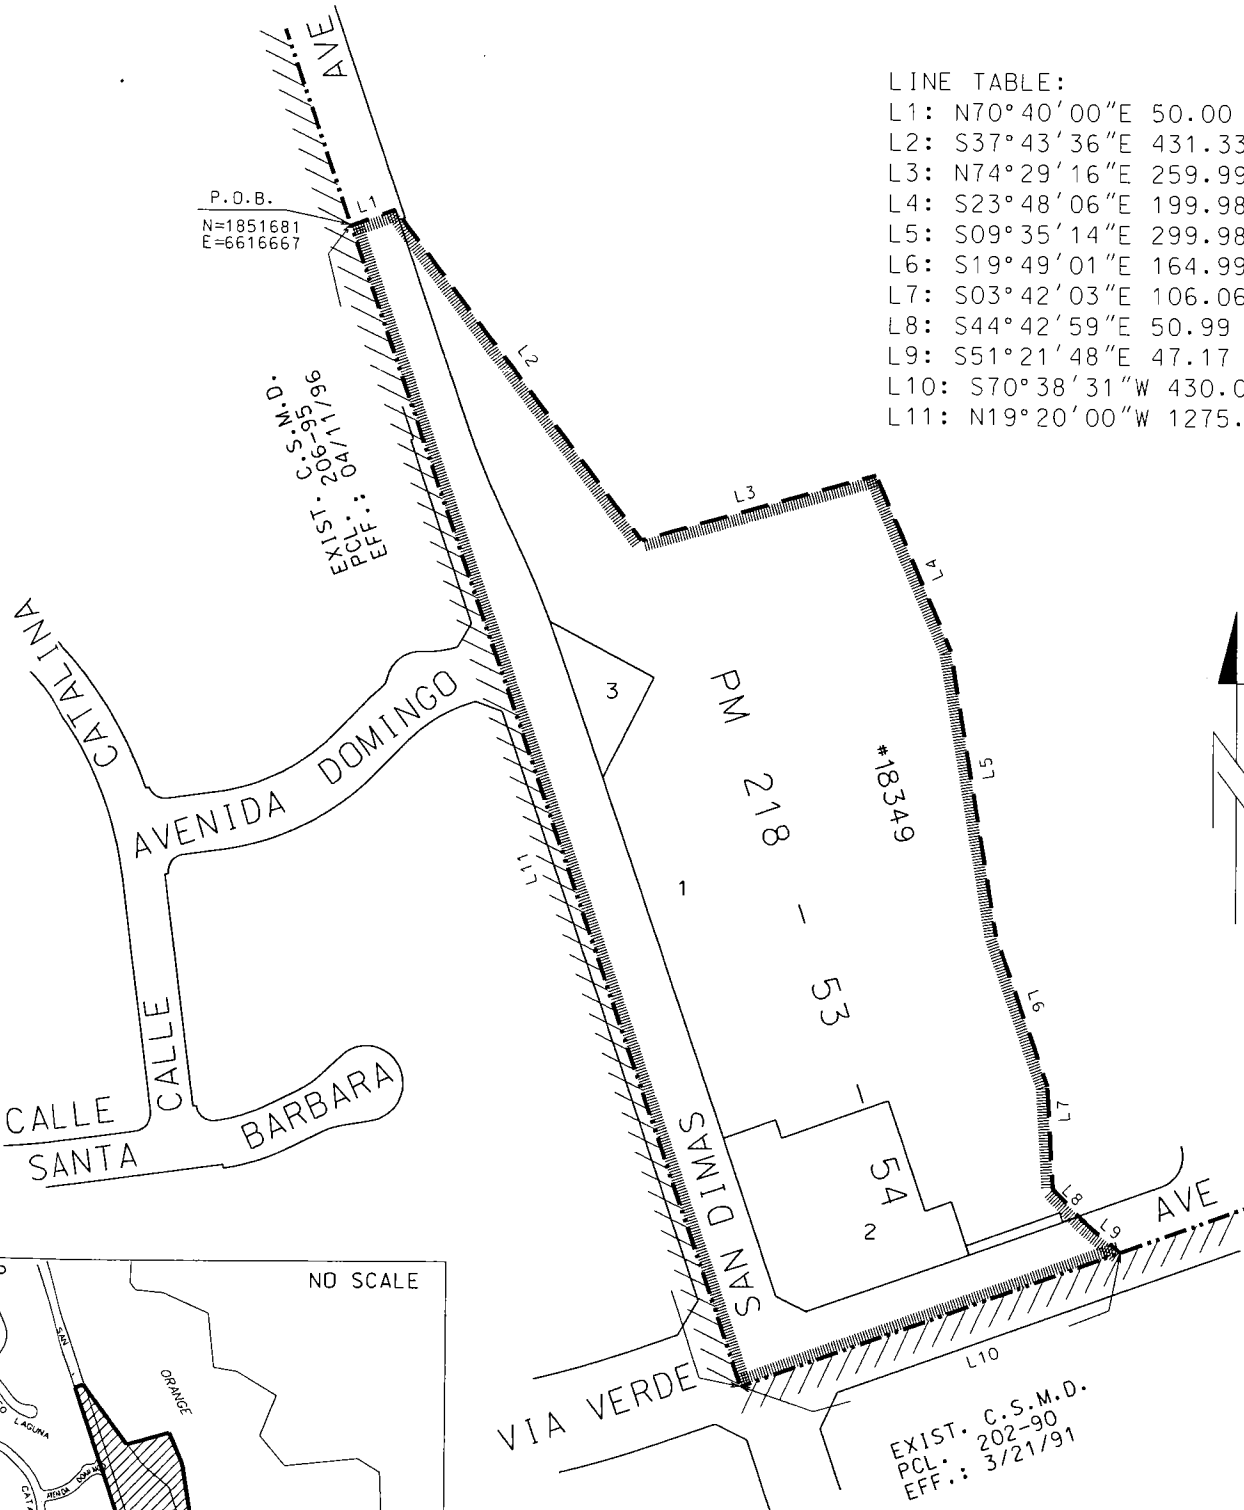 AVE
LINE TABLE:
L1: N70°40'00"E 50.00
L2: S37°43'36"E 431.33
L3: N74°29'16"E 259.99
L4: S23°48'06"E 199.98
L5: S09°35'14"E 299.98
L6: S19°49'01"E 164.99
L7: S03°42'03"E 106.06
L8: S44°42'59"E 50.99
L9: S51°21'48"E 47.17
L10: S70°38'31"W 430.0
L11: N19°20'00"W 1275.
P.O.B.
N=1851681
E=6616667
L1
L2
EXIST. C.S.M.D.
PCL: 206-95
EFF.: 04/11/96
L3
L4
CATALINA
AVENIDA DOMINGO
3
PM 218 - 53 - 54
#18349
L5
L11
1
L6
CALLE
L7
CALLE
SANTA BARBARA
SAN DIMAS
2
L8
L9
AVE
L10
VIA VERDE
EXIST. C.S.M.D.
PCL. 202-90
EFF.: 3/21/91
NO SCALE
SAN
ORANGE
LAGUNA